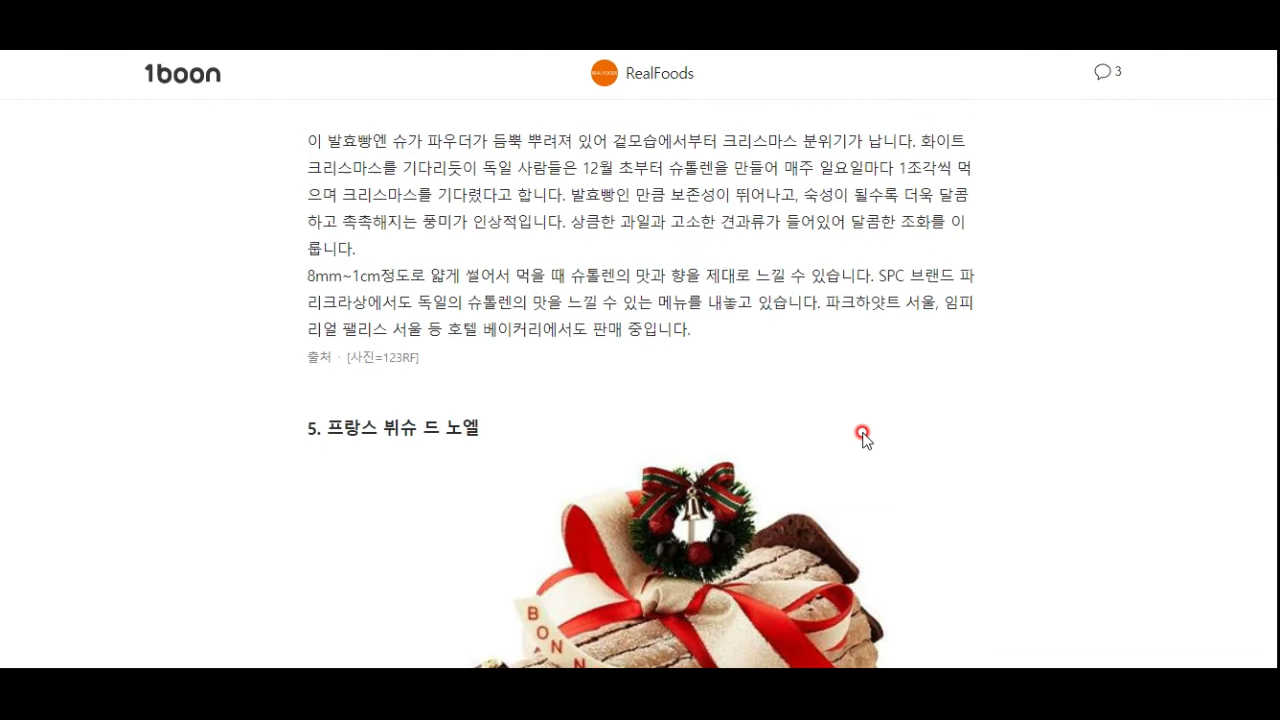 1boon
REALFOODS
RealFoods
3
이 발효빵엔 슈가 파우더가 듬뿍 뿌려져 있어 겉모습에서부터 크리스마스 분위기가 납니다. 화이트
크리스마스를 기다리듯이 독일 사람들은 12월 초부터 슈톨렌을 만들어 매주 일요일마다 1조각씩 먹
으며 크리스마스를 기다렸다고 합니다. 발효빵인 만큼 보존성이 뛰어나고, 숙성이 될수록 더욱 달콤
하고 촉촉해지는 풍미가 인상적입니다. 상큼한 과일과 고소한 견과류가 들어있어 달콤한 조화를 이
룹니다.
8mm~1cm정도로 얇게 썰어서 먹을 때 슈톨렌의 맛과 향을 제대로 느낄 수 있습니다. SPC 브랜드 파
리크라상에서도 독일의 슈톨렌의 맛을 느낄 수 있는 메뉴를 내놓고 있습니다. 파크하얏트 서울, 임피
리얼 팰리스 서울 등 호텔 베이커리에서도 판매 중입니다.
출처 · [사진=123RF]
5. 프랑스 뷔슈 드 노엘
BON N